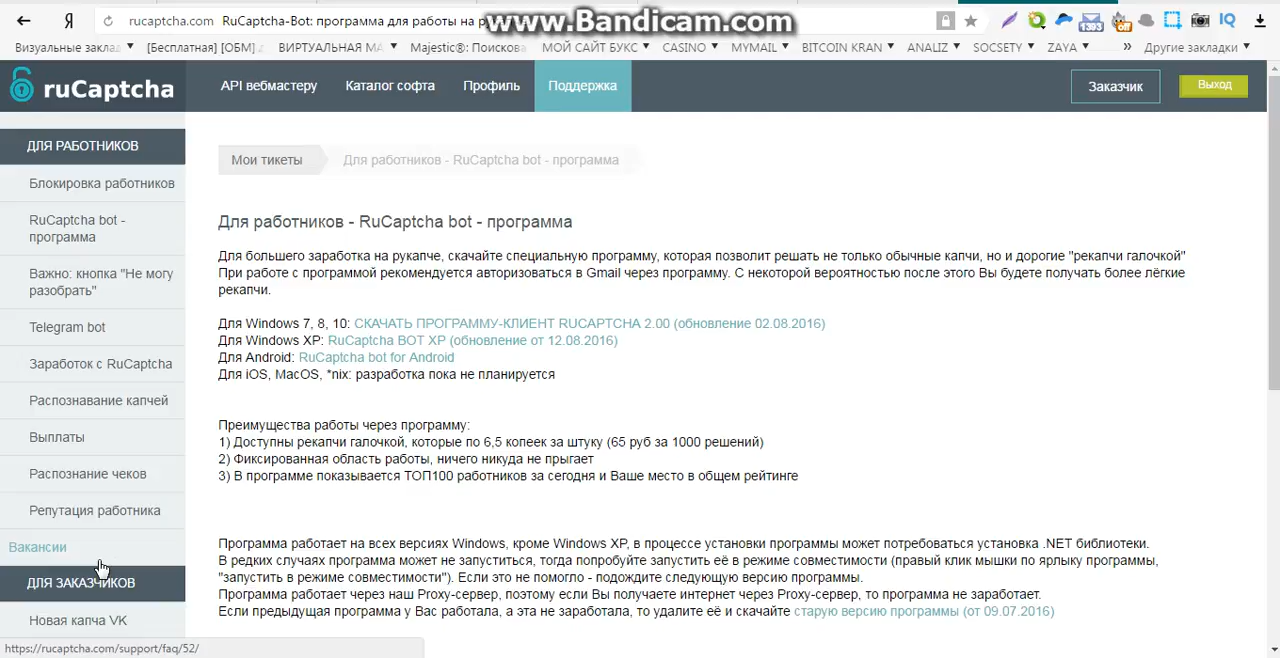 rucaptcha.com RuCaptcha-Bot: программа для работы на р
www.Bandicam.com
1393
off
IQ
Визуальные заклад
[Бесплатная] [ОБМ]
ВИРТУАЛЬНАЯ МА
Majestic®: Поискова
МОЙ САЙТ БУКС
CASINO
MYMAIL
BITCOIN KRAN
ANALIZ
SOCSETY
ZAYA
»
Другие закладки
ruCaptcha
API вебмастеру
Каталог софта
Профиль
Поддержка
Заказчик
Выход
ДЛЯ РАБОТНИКОВ
Блокировка работников
RuCaptcha bot -
программа
Важно: кнопка "Не могу
разобрать"
Telegram bot
Заработок с RuCaptcha
Распознавание капчей
Выплаты
Распознание чеков
Репутация работника
Вакансии
ДЛЯ ЗАКАЗЧИКОВ
Новая капча VK
Мои тикеты
Для работников - RuCaptcha bot - программа
Для работников - RuCaptcha bot - программа
Для большего заработка на рукапче, скачайте специальную программу, которая позволит решать не только обычные капчи, но и дорогие "рекапчи галочкой"
При работе с программой рекомендуется авторизоваться в Gmail через программу. С некоторой вероятностью после этого Вы будете получать более лёгкие
рекапчи.
Для Windows 7, 8, 10: СКАЧАТЬ ПРОГРАММУ-КЛИЕНТ RUCAPTCHA 2.00 (обновление 02.08.2016)
Для Windows XP: RuCaptcha BOT XP (обновление от 12.08.2016)
Для Android: RuCaptcha bot for Android
Для iOS, MacOS, *nix: разработка пока не планируется
Преимущества работы через программу:
1) Доступны рекапчи галочкой, которые по 6,5 копеек за штуку (65 руб за 1000 решений)
2) Фиксированная область работы, ничего никуда не прыгает
3) В программе показывается ТОП100 работников за сегодня и Ваше место в общем рейтинге
Программа работает на всех версиях Windows, кроме Windows XP, в процессе установки программы может потребоваться установка .NET библиотеки.
В редких случаях программа может не запуститься, тогда попробуйте запустить её в режиме совместимости (правый клик мышки по ярлыку программы,
"запустить в режиме совместимости"). Если это не помогло - подождите следующую версию программы.
Программа работает через наш Proxy-сервер, поэтому если Вы получаете интернет через Proxy-сервер, то программа не заработает.
Если предыдущая программа у Вас работала, а эта не заработала, то удалите её и скачайте старую версию программы (от 09.07.2016)
https://rucaptcha.com/support/faq/52/